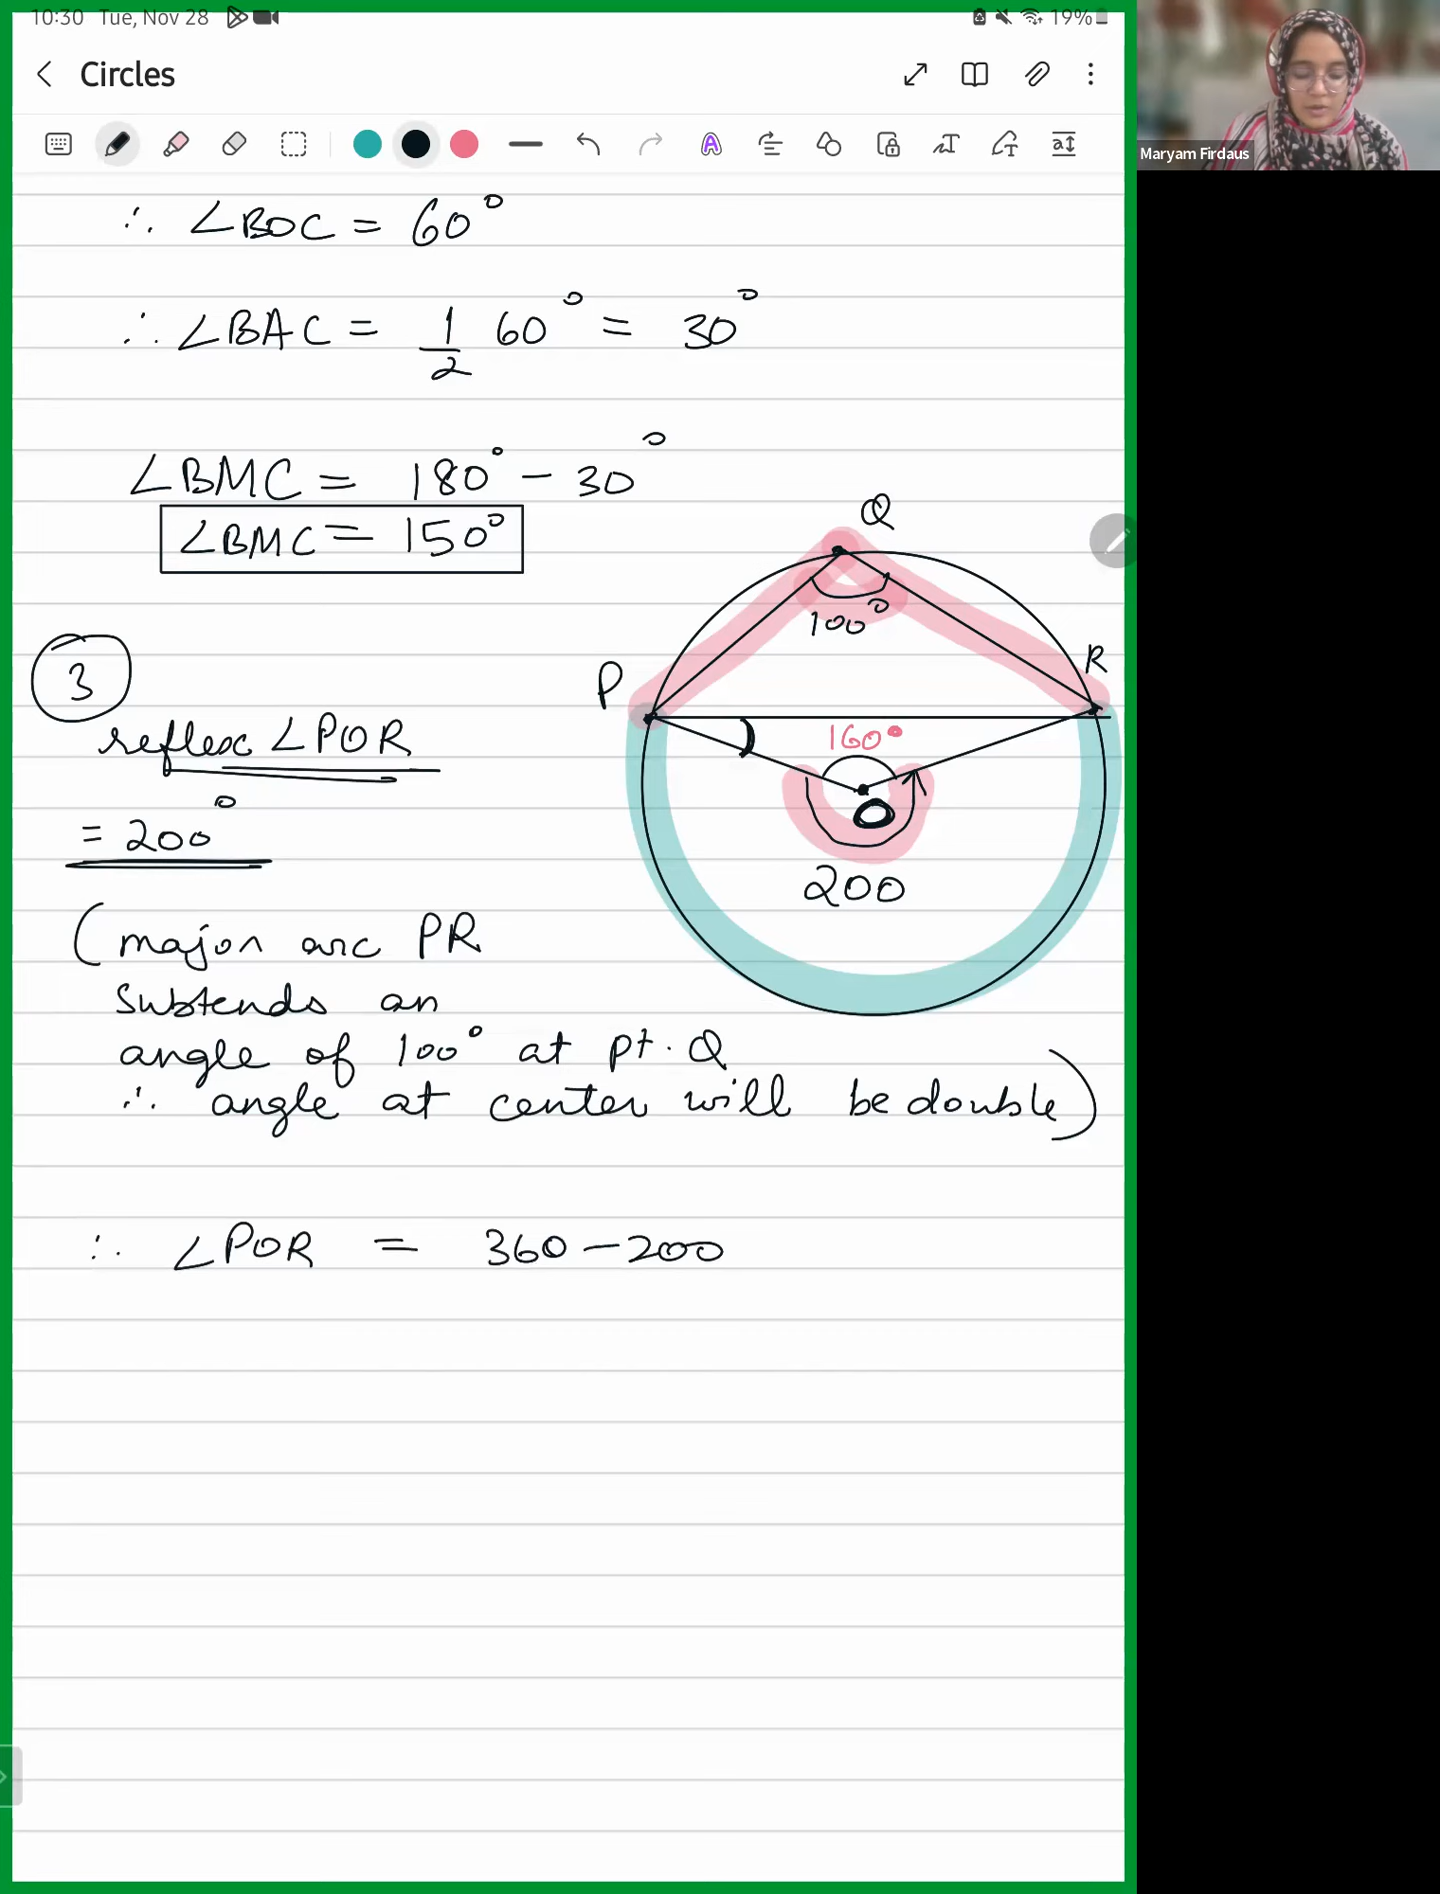 10:30 Tue, Nov 28
19%
Circles
Maryam Firdaus
∴ ∠BOC = 60°
∴ ∠BAC = 1/2 60° = 30°
∠BMC = 180° - 30°
∠BMC = 150°
3
reflex ∠POR
= 200°
(major arc PR
subtends an
angle of 100° at pt. Q
∴ angle at center will be double)
∴ ∠POR = 360 - 200
Q
100°
P
R
160°
O
200